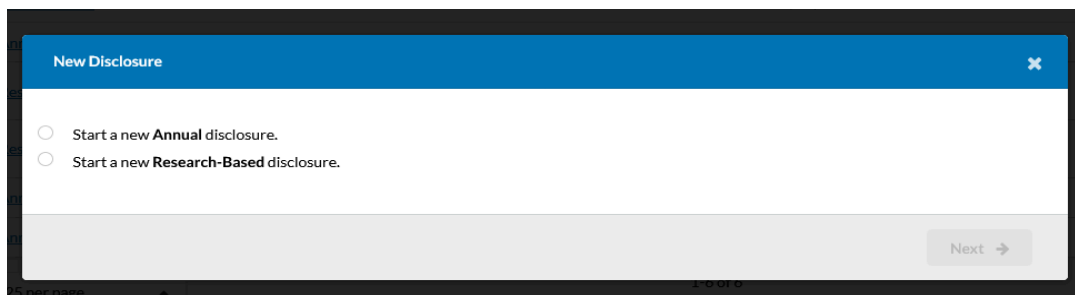 New Disclosure
Start a new Annual disclosure.
Start a new Research-Based disclosure.
Next
25 per page
1-6 of 6